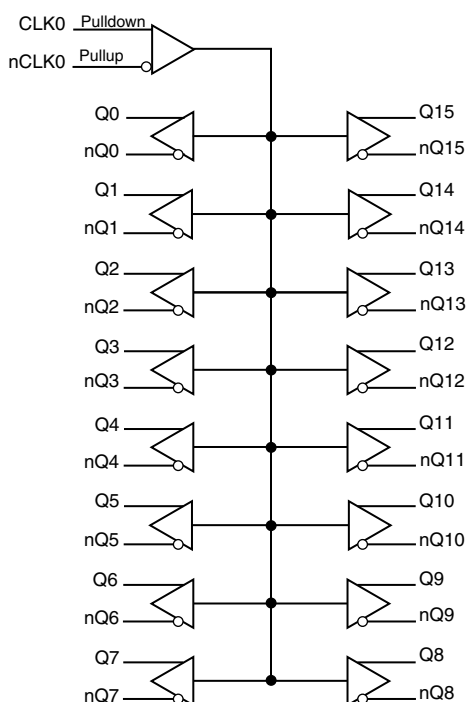 CLK0 Pulldown
nCLK0 Pullup
Q0 Q15
nQ0 nQ15
Q1 Q14
nQ1 nQ14
Q2 Q13
nQ2 nQ13
Q3 Q12
nQ3 nQ12
Q4 Q11
nQ4 nQ11
Q5 Q10
nQ5 nQ10
Q6 Q9
nQ6 nQ9
Q7 Q8
nQ7 nQ8